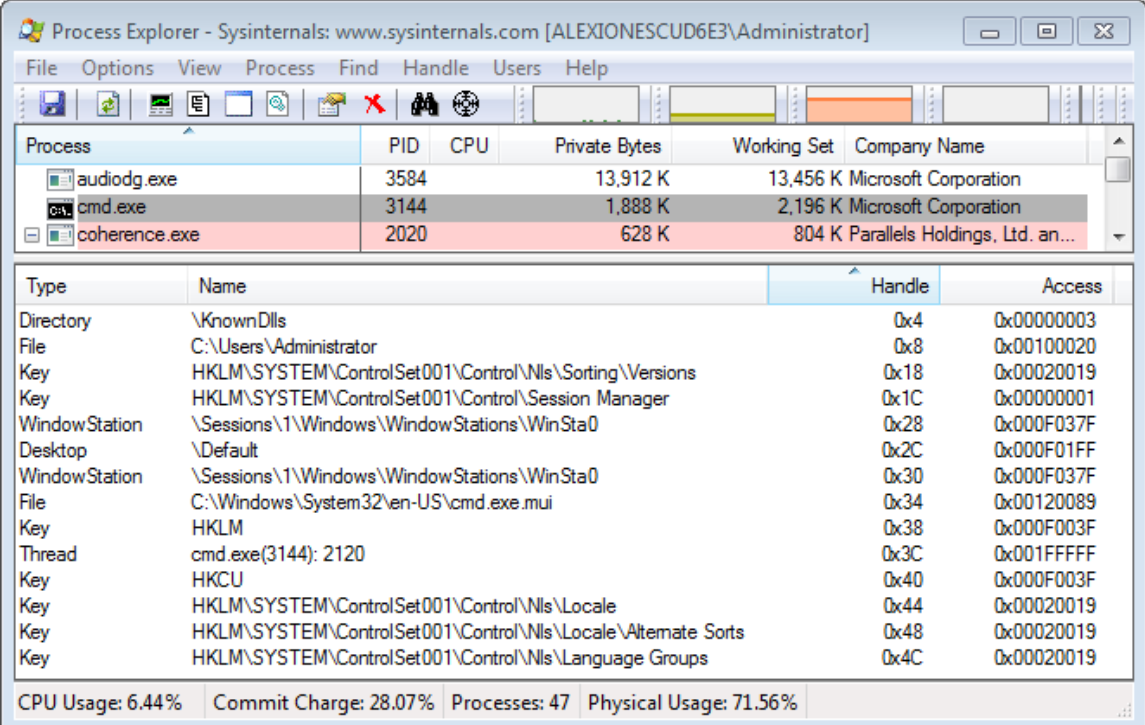 Process Explorer - Sysinternals: www.sysinternals.com [ALEXIONESCUD6E3\Administrator]
File Options View Process Find Handle Users Help
Process PID CPU Private Bytes Working Set Company Name
audiodg.exe 3584 13,912 K 13,456 K Microsoft Corporation
C:\. cmd.exe 3144 1,888 K 2,196 K Microsoft Corporation
coherence.exe 2020 628 K 804 K Parallels Holdings, Ltd. an...
Type Name Handle Access
Directory \KnownDlls 0x4 0x00000003
File C:\Users\Administrator 0x8 0x00100020
Key HKLM\SYSTEM\ControlSet001\Control\Nls\Sorting\Versions 0x18 0x00020019
Key HKLM\SYSTEM\ControlSet001\Control\Session Manager 0x1C 0x00000001
WindowStation \Sessions\1\Windows\WindowStations\WinSta0 0x28 0x000F037F
Desktop \Default 0x2C 0x000F01FF
WindowStation \Sessions\1\Windows\WindowStations\WinSta0 0x30 0x000F037F
File C:\Windows\System32\en-US\cmd.exe.mui 0x34 0x00120089
Key HKLM 0x38 0x000F003F
Thread cmd.exe(3144): 2120 0x3C 0x001FFFFF
Key HKCU 0x40 0x000F003F
Key HKLM\SYSTEM\ControlSet001\Control\Nls\Locale 0x44 0x00020019
Key HKLM\SYSTEM\ControlSet001\Control\Nls\Locale\Alternate Sorts 0x48 0x00020019
Key HKLM\SYSTEM\ControlSet001\Control\Nls\Language Groups 0x4C 0x00020019
CPU Usage: 6.44% Commit Charge: 28.07% Processes: 47 Physical Usage: 71.56%